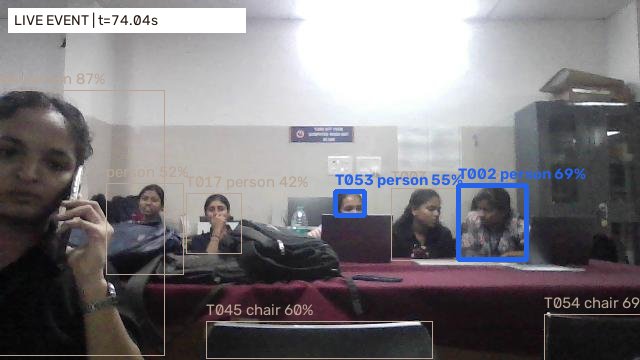 LIVE EVENT | t=74.04s
87%
person 52%
T017 person 42%
T053 person 55%
T002 person 69%
T045 chair 60%
T054 chair 69